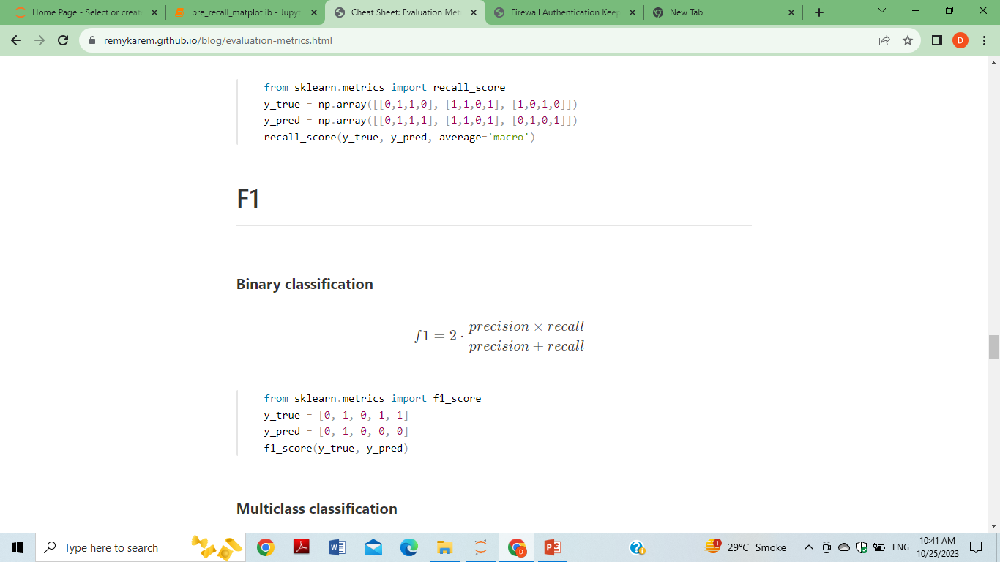 Home Page - Select or creat
pre_recall_matplotlib - Jupyt
Cheat Sheet: Evaluation Met
Firewall Authentication Keep
New Tab
remykarem.github.io/blog/evaluation-metrics.html
D
from sklearn.metrics import recall_score
y_true = np.array([[0,1,1,0], [1,1,0,1], [1,0,1,0]])
y_pred = np.array([[0,1,1,1], [1,1,0,1], [0,1,0,1]])
recall_score(y_true, y_pred, average='macro')
F1
Binary classification
f1 = 2 · precision × recall
precision + recall
from sklearn.metrics import f1_score
y_true = [0, 1, 0, 1, 1]
y_pred = [0, 1, 0, 0, 0]
f1_score(y_true, y_pred)
Multiclass classification
Type here to search
29°C Smoke
ENG
10:41 AM
10/25/2023